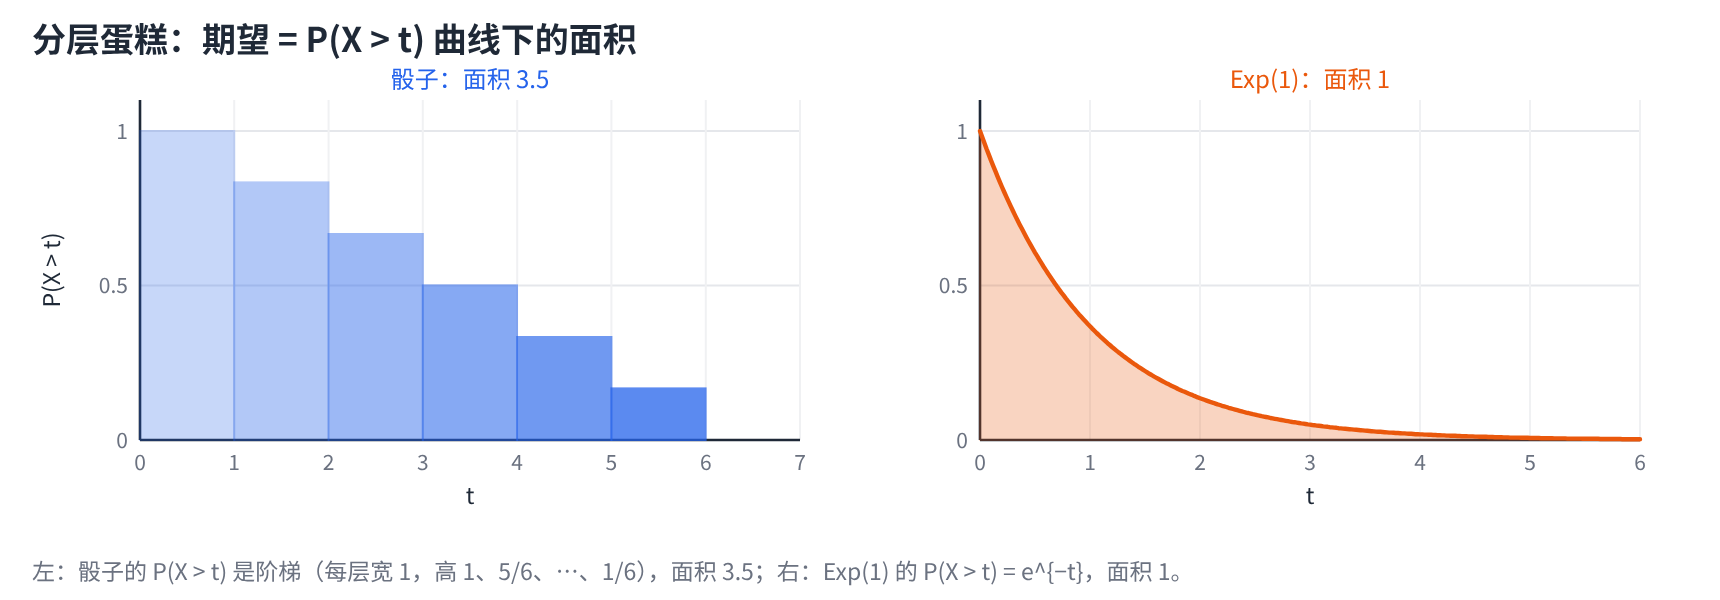 分层蛋糕：期望 = P(X > t) 曲线下的面积
骰子：面积 3.5
1
0.5
0
P(X > t)
0 1 2 3 4 5 6 7
t
Exp(1)：面积 1
1
0.5
0
0 1 2 3 4 5 6
t
左：骰子的 P(X > t) 是阶梯（每层宽 1，高 1、5/6、⋯、1/6），面积 3.5；右：Exp(1) 的 P(X > t) = e^{−t}，面积 1。